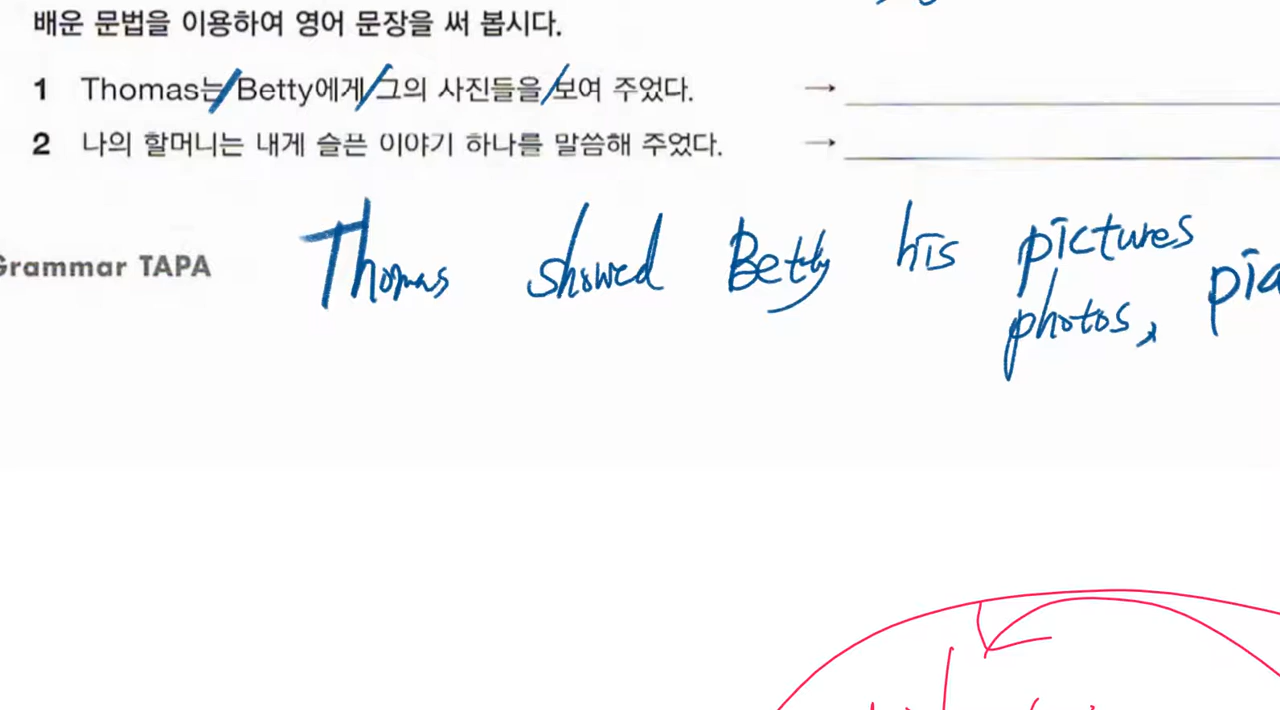 배운 문법을 이용하여 영어 문장을 써 봅시다.
1 Thomas는/Betty에게/그의 사진들을/보여 주었다. →
2 나의 할머니는 내게 슬픈 이야기 하나를 말씀해 주었다. →
Thomas showed Betty his pictures
photos,
Grammar TAPA